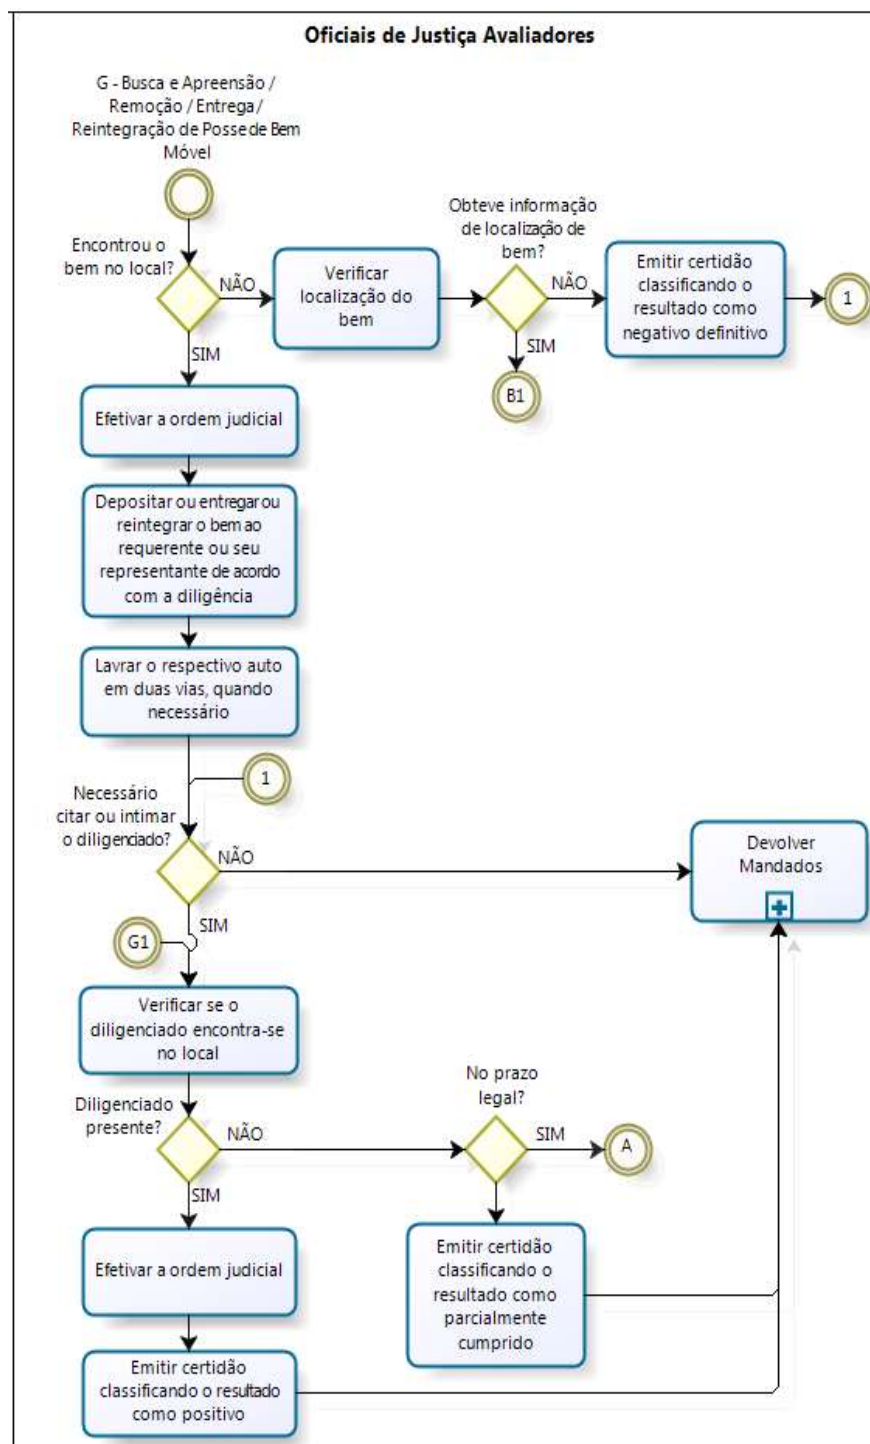 Oficiais de Justiça Avaliadores
G - Busca e Apreensão /
Remoção / Entrega /
Reintegração de Posse de Bem
Móvel
Encontrou o
bem no local?
NÃO
Verificar
localização do
bem
Obteve informação
de localização de
bem?
NÃO
Emitir certidão
classificando o
resultado como
negativo definitivo
1
SIM
SIM
B1
Efetivar a ordem judicial
Depositar ou entregar ou
reintegrar o bem ao
requerente ou seu
representante de acordo
com a diligência
Lavrar o respectivo auto
em duas vias, quando
necessário
1
Necessário
citar ou intimar
o diligenciado?
NÃO
Devolver
Mandados
SIM
G1
Verificar se o
diligenciado encontra-se
no local
Diligenciado
presente?
NÃO
No prazo
legal?
SIM
A
SIM
Efetivar a ordem judicial
Emitir certidão
classificando o
resultado como
parcialmente
cumprido
Emitir certidão
classificando o resultado
como positivo